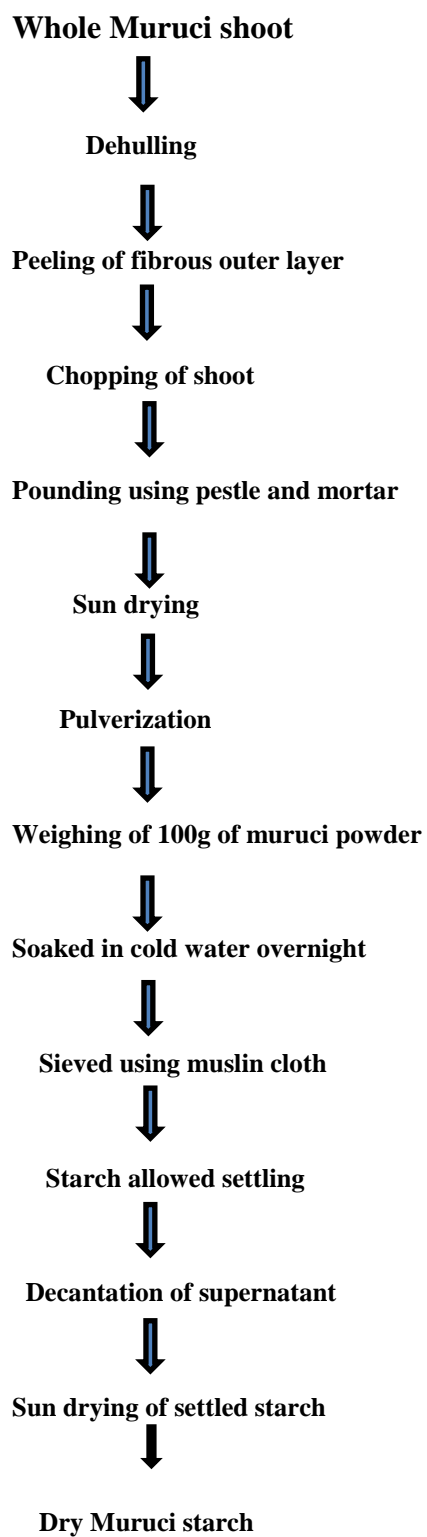 Whole Muruci shoot
Dehulling
Peeling of fibrous outer layer
Chopping of shoot
Pounding using pestle and mortar
Sun drying
Pulverization
Weighing of 100g of muruci powder
Soaked in cold water overnight
Sieved using muslin cloth
Starch allowed settling
Decantation of supernatant
Sun drying of settled starch
Dry Muruci starch